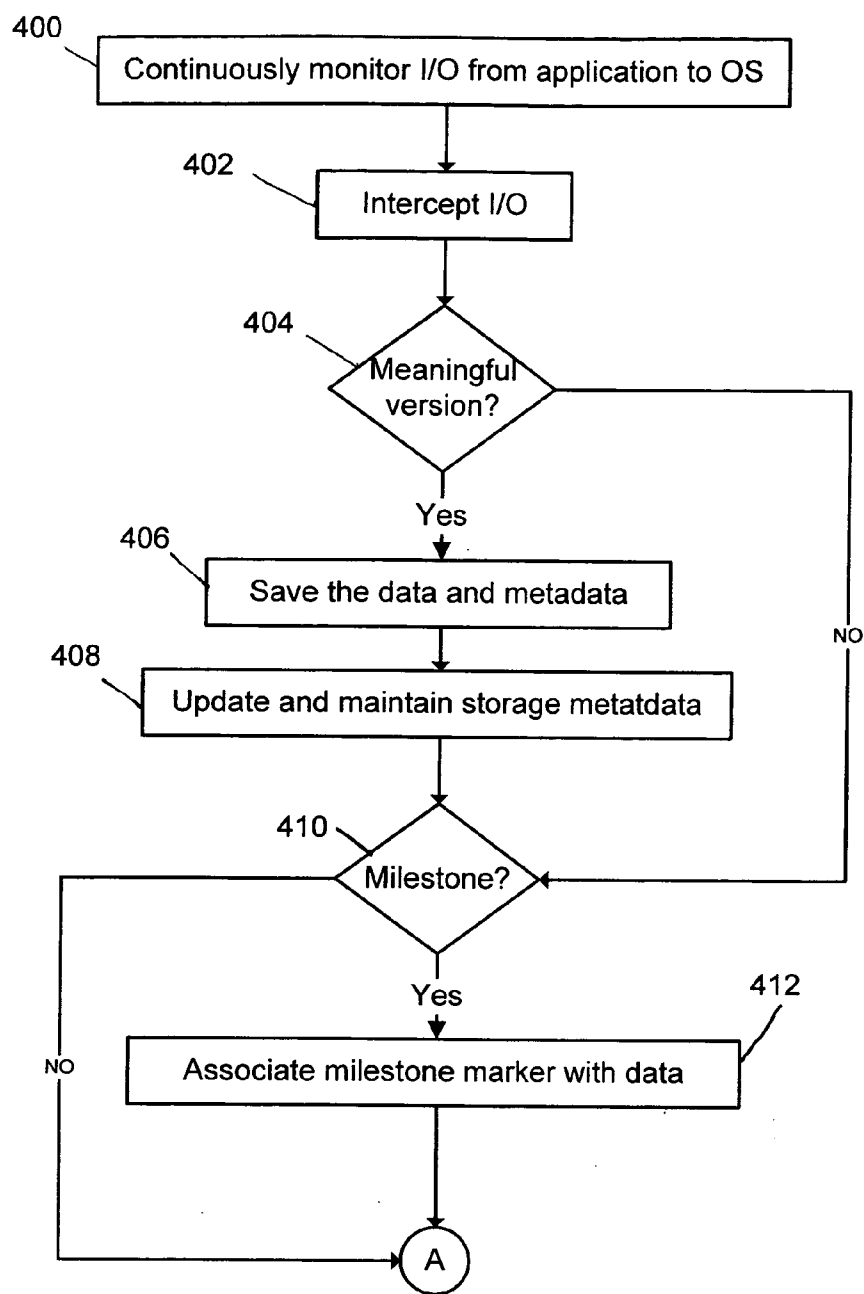 400
Continuously monitor I/O from application to OS
402
Intercept I/O
404
Meaningful
version?
Yes
406
Save the data and metadata
NO
408
Update and maintain storage metatdata
410
Milestone?
Yes
412
NO
Associate milestone marker with data
A